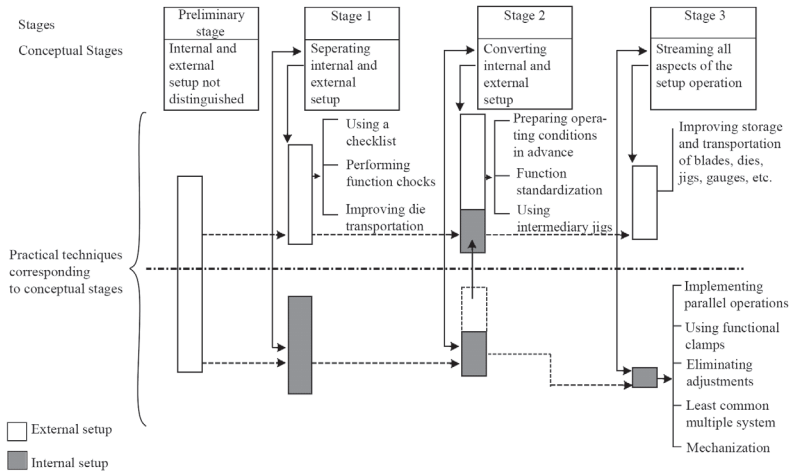 Stages
Conceptual Stages
Preliminary
stage
Internal and
external
setup not
distinguished
Stage 1
Seperating
internal and
external
setup
Stage 2
Converting
internal and
external
setup
Stage 3
Streaming all
aspects of the
setup operation
Using a
checklist
Performing
function chocks
Improving die
transportation
Preparing opera-
ting conditions
in advance
Function
standardization
Using
intermediary jigs
Improving storage
and transportation
of blades, dies,
jigs, gauges, etc.
Practical techniques
corresponding
to conceptual stages
Implementing
parallel operations
Using functional
clamps
Eliminating
adjustments
Least common
multiple system
Mechanization
External setup
Internal setup